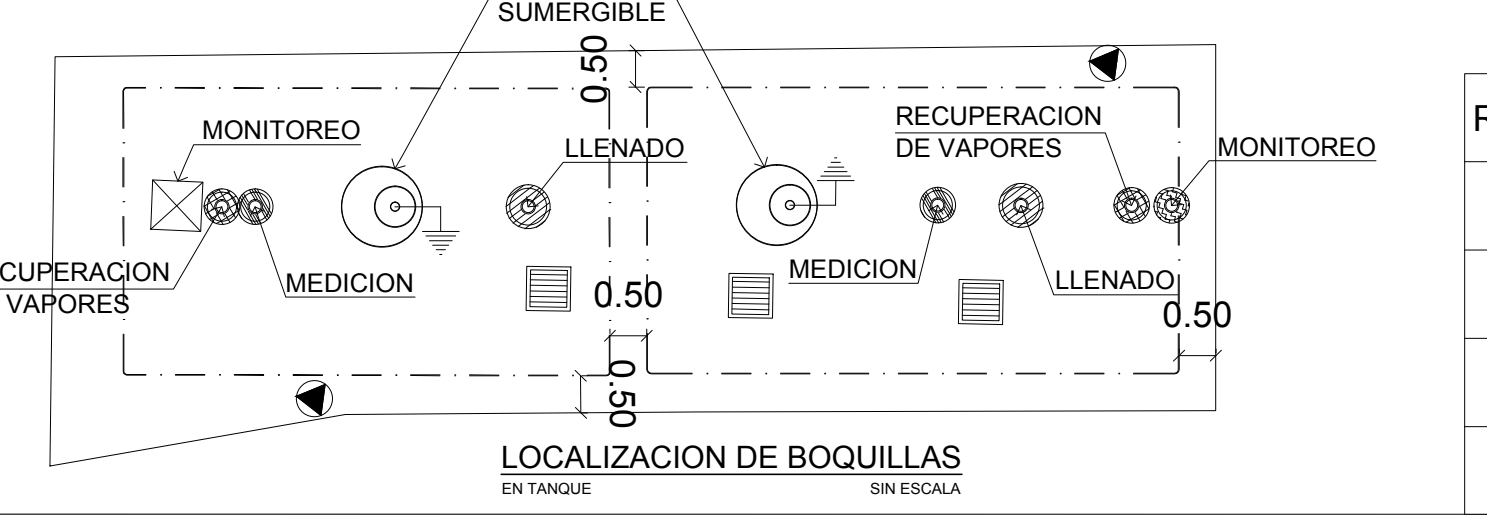 SUMERGIBLE
0.50
MONITOREO
LLENADO
RECUPERACION
DE VAPORES
MONITOREO
CUPERACION
VAPORES
MEDICION
0.50
MEDICION
LLENADO
0.50
0.50
LOCALIZACION DE BOQUILLAS
EN TANQUE
SIN ESCALA